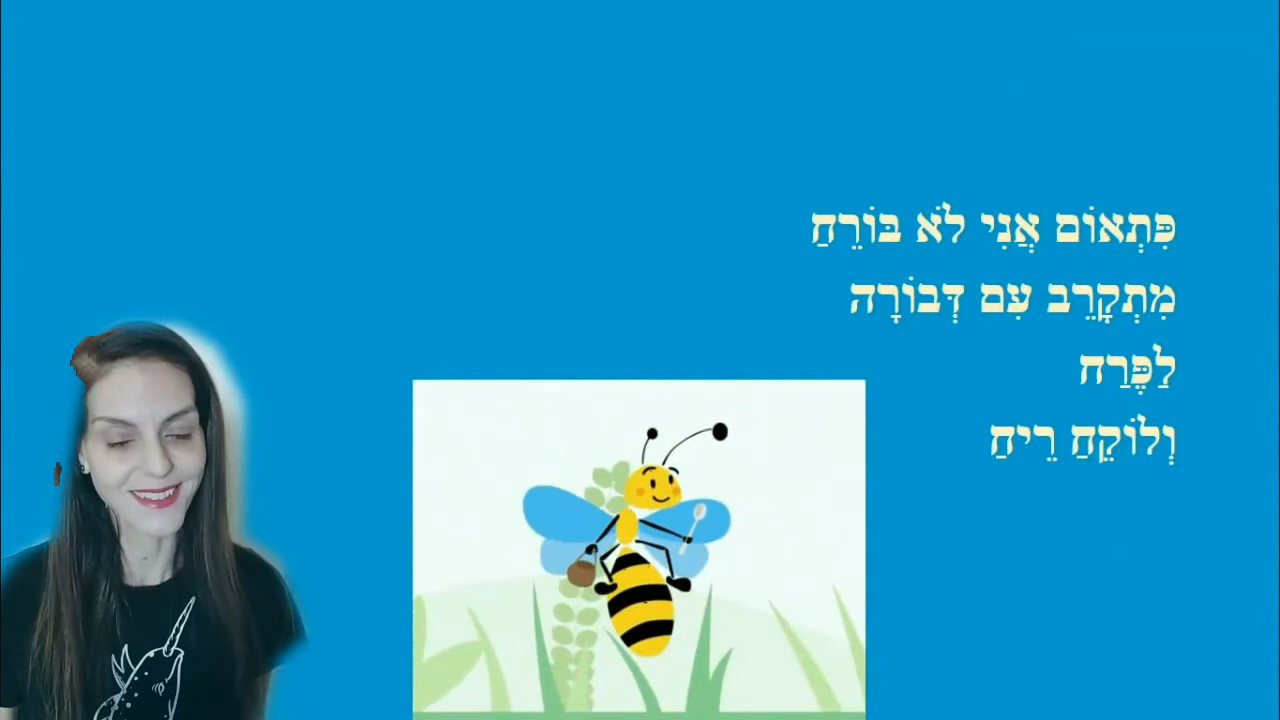 כִּתְאוֹם אֲנִי לֹא בּוֹרֵחַ
מִתְקָרֵב עִם דְּבוֹרָה
לַפֶּרַח
וְלוֹקֵחַ רֵיחַ